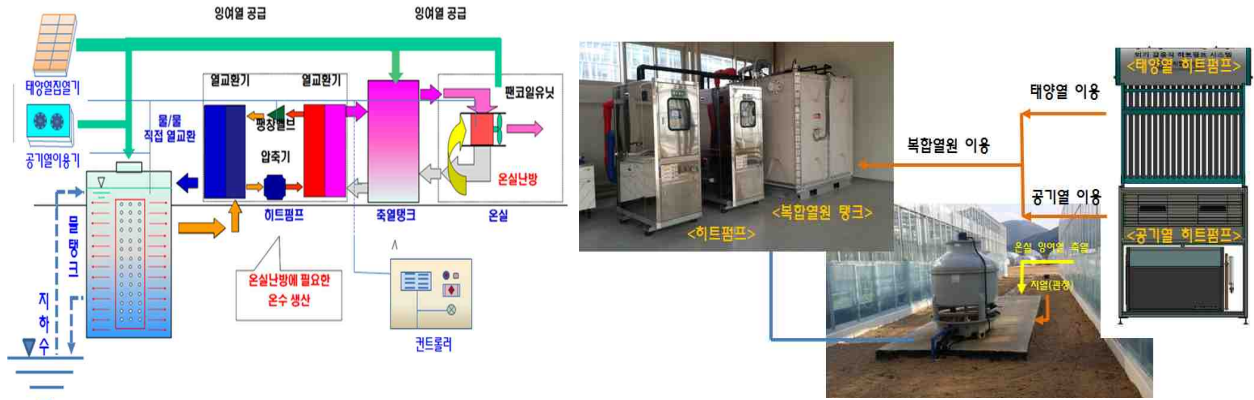 잉여열 공급
잉여열 공급
태양열집열기
공기열이용기
물/물
직접 열교환
열교환기
열교환기
팽창밸브
압축기
히트펌프
축열탱크
팬코일유닛
온실난방
온실
물탱크
지하수
온실난방에 필요한
온수 생산
컨트롤러
<히트펌프>
<복합열원 탱크>
복합열원 이용
태양열 이용
공기열 이용
<태양열 히트펌프>
<공기열 히트펌프>
온실 잉여열 축열
지열(관정)